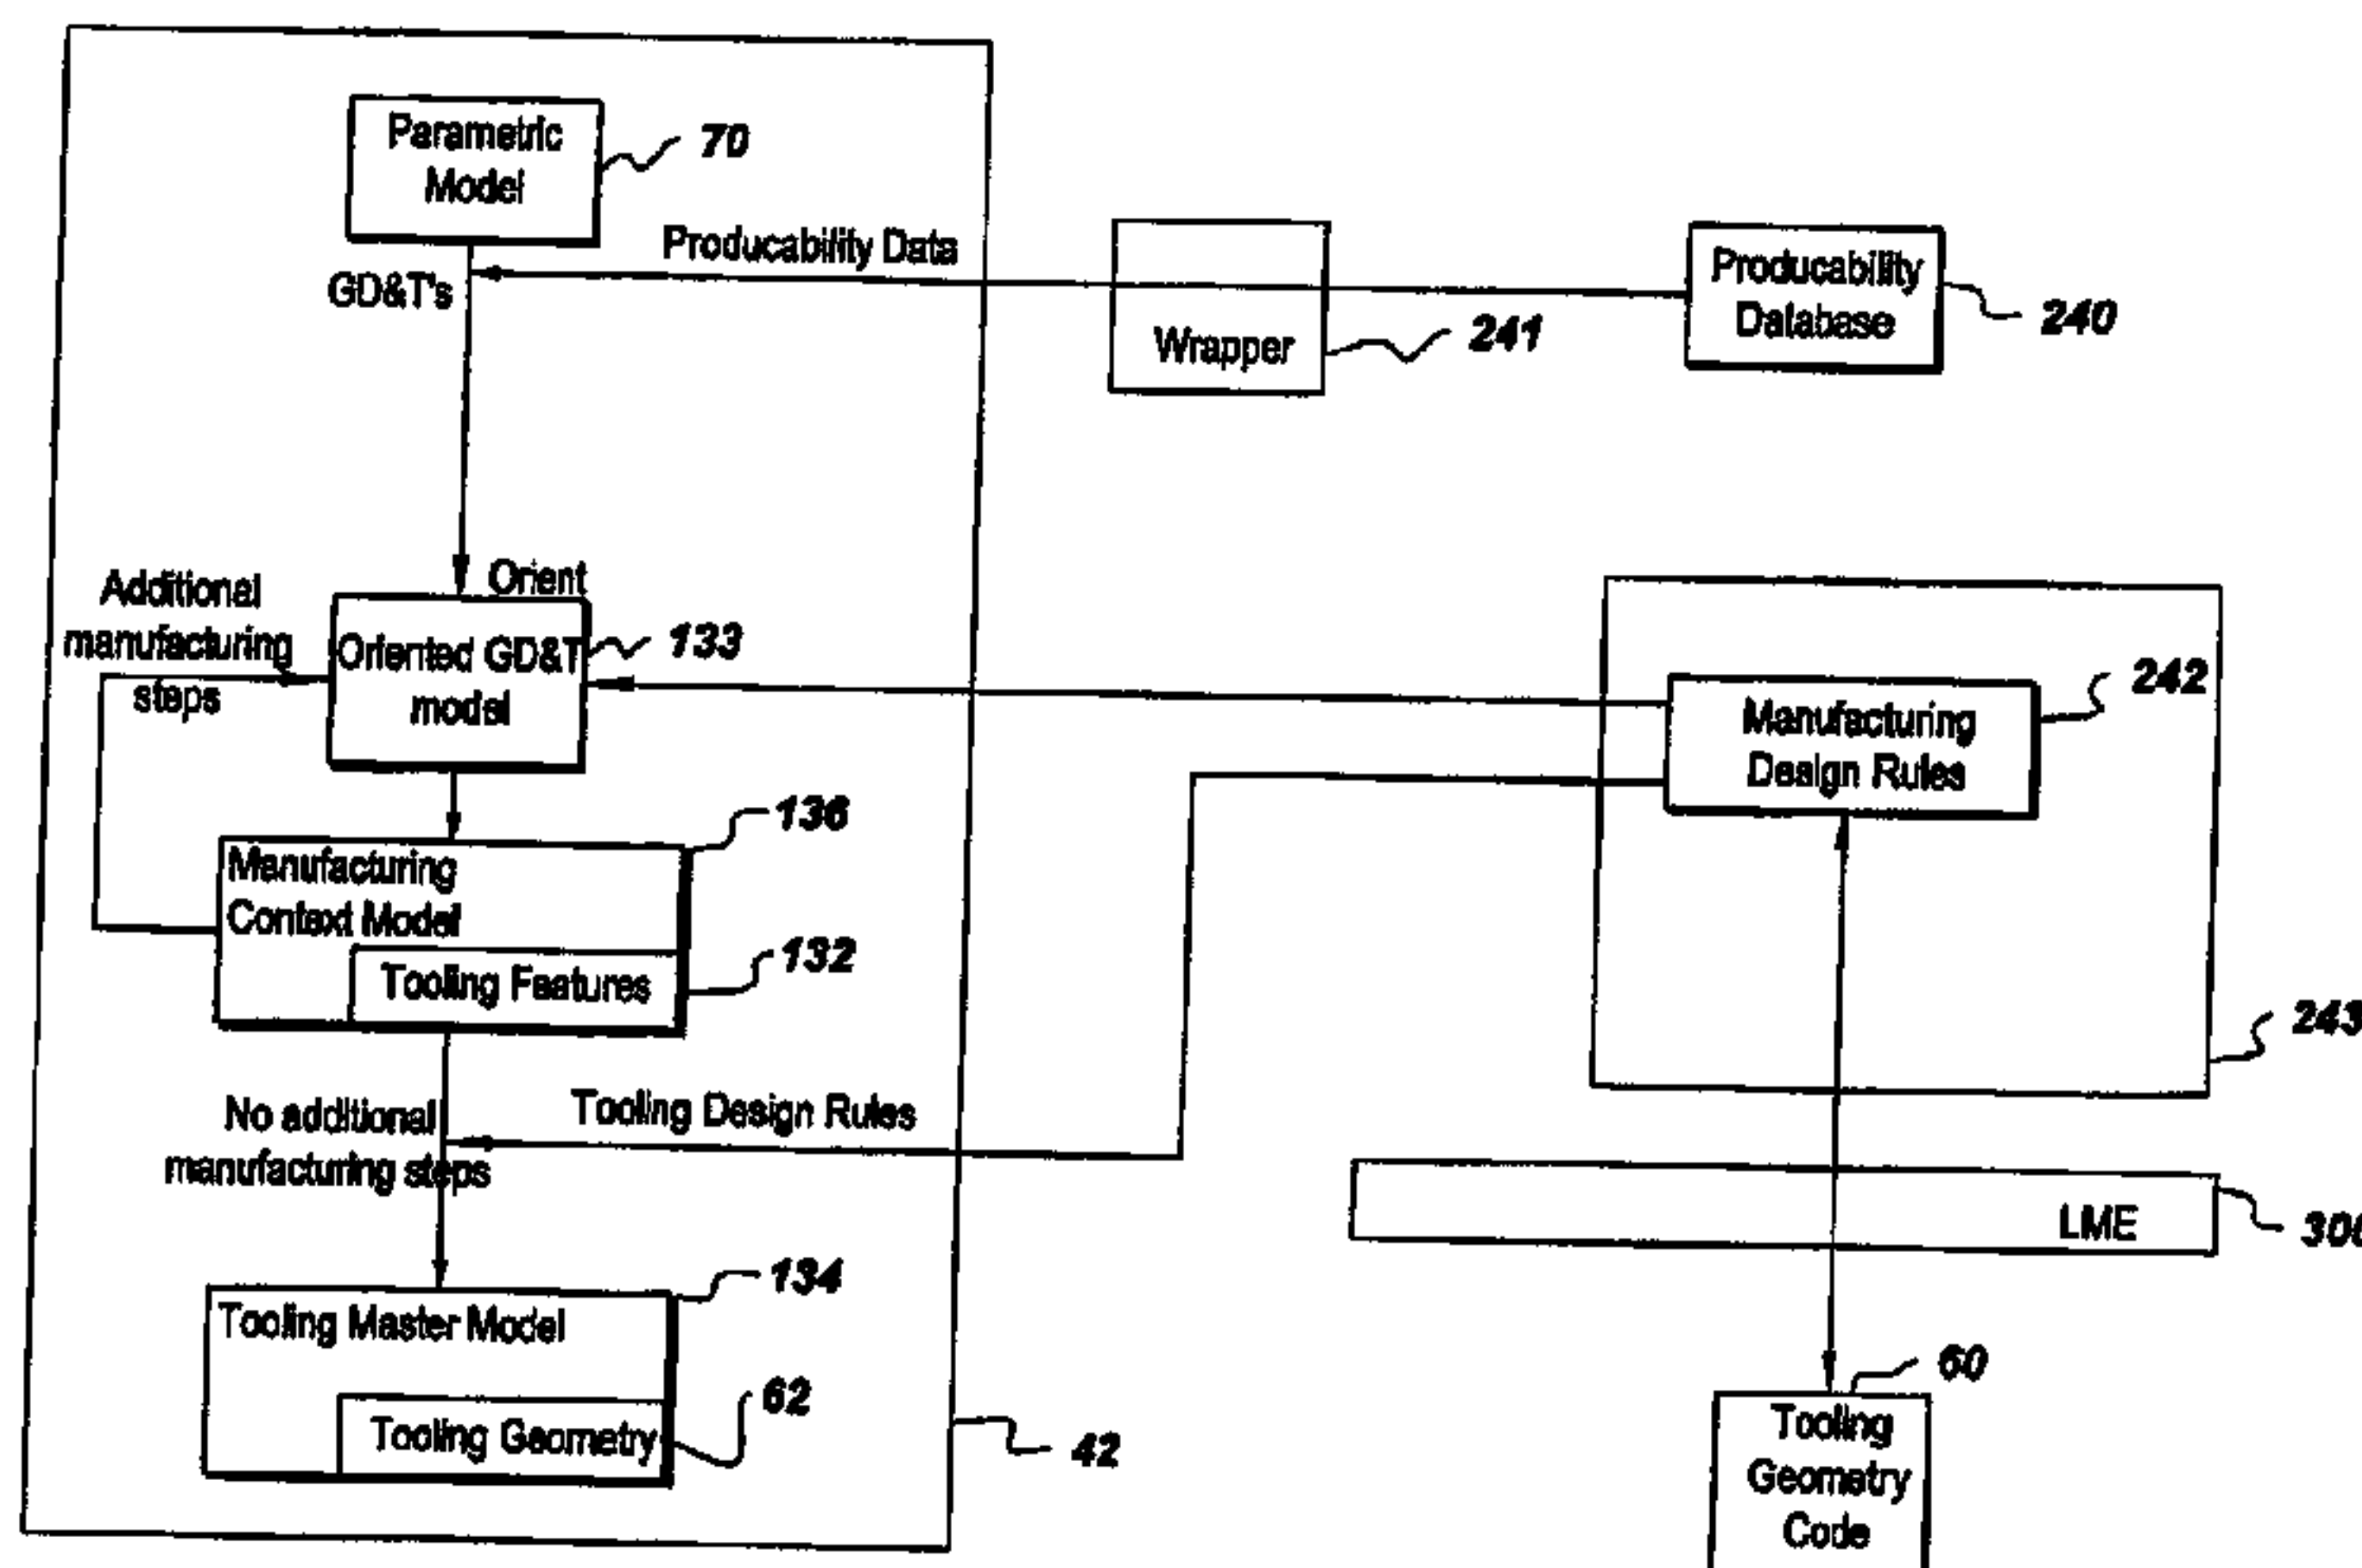 Parametric
Model
70
Producability Data
GD&T's
Wrapper
241
Producability
Database
240
Orient
Additional
manufacturing
steps
Oriented GD&T
model
133
Manufacturing
Design Rules
242
243
Manufacturing
Context Model
136
Tooling Features
132
No additional
manufacturing steps
Tooling Design Rules
LME
Tooling Master Model
134
Tooling Geometry
62
42
60
Tooling
Geometry
Code